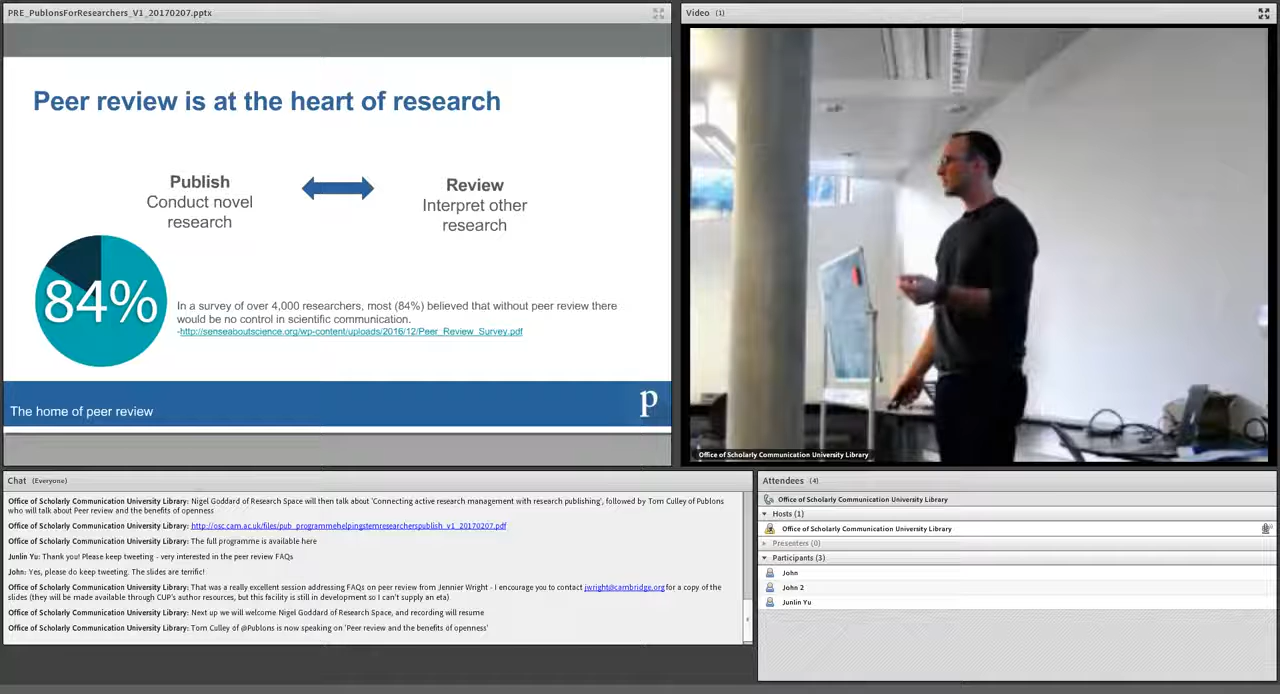 PRE_PublonsForResearchers_V1_20170207.pptx
Peer review is at the heart of research
Publish
Conduct novel
research
Review
Interpret other
research
84%
In a survey of over 4,000 researchers, most (84%) believed that without peer review there
would be no control in scientific communication.
-http://senseaboutscience.org/wp-content/uploads/2016/12/Peer_Review_Survey.pdf
The home of peer review
p
Video (1)
Office of Scholarly Communication University Library
Chat (Everyone)
Office of Scholarly Communication University Library: Nigel Goddard of Research Space will then talk about 'Connecting active research management with research publishing', followed by Tom Culley of Publons
who will talk about Peer review and the benefits of openness
Office of Scholarly Communication University Library: http://osc.cam.ac.uk/files/pub_programmehelpingstemresearcherspublish_v1_20170207.pdf
Office of Scholarly Communication University Library: The full programme is available here
Junlin Yu: Thank you! Please keep tweeting - very interested in the peer review FAQs
John: Yes, please do keep tweeting. The slides are terrific!
Office of Scholarly Communication University Library: That was a really excellent session addressing FAQs on peer review from Jennier Wright - I encourage you to contact jwright@cambridge.org for a copy of the
slides (they will be made available through CUP's author resources, but this facility is still in development so I can't supply an eta)
Office of Scholarly Communication University Library: Next up we will welcome Nigel Goddard of Research Space, and recording will resume
Office of Scholarly Communication University Library: Tom Culley of @Publons is now speaking on 'Peer review and the benefits of openness'
Attendees (4)
Office of Scholarly Communication University Library
Hosts (1)
Office of Scholarly Communication University Library
Presenters (0)
Participants (3)
John
John 2
Junlin Yu